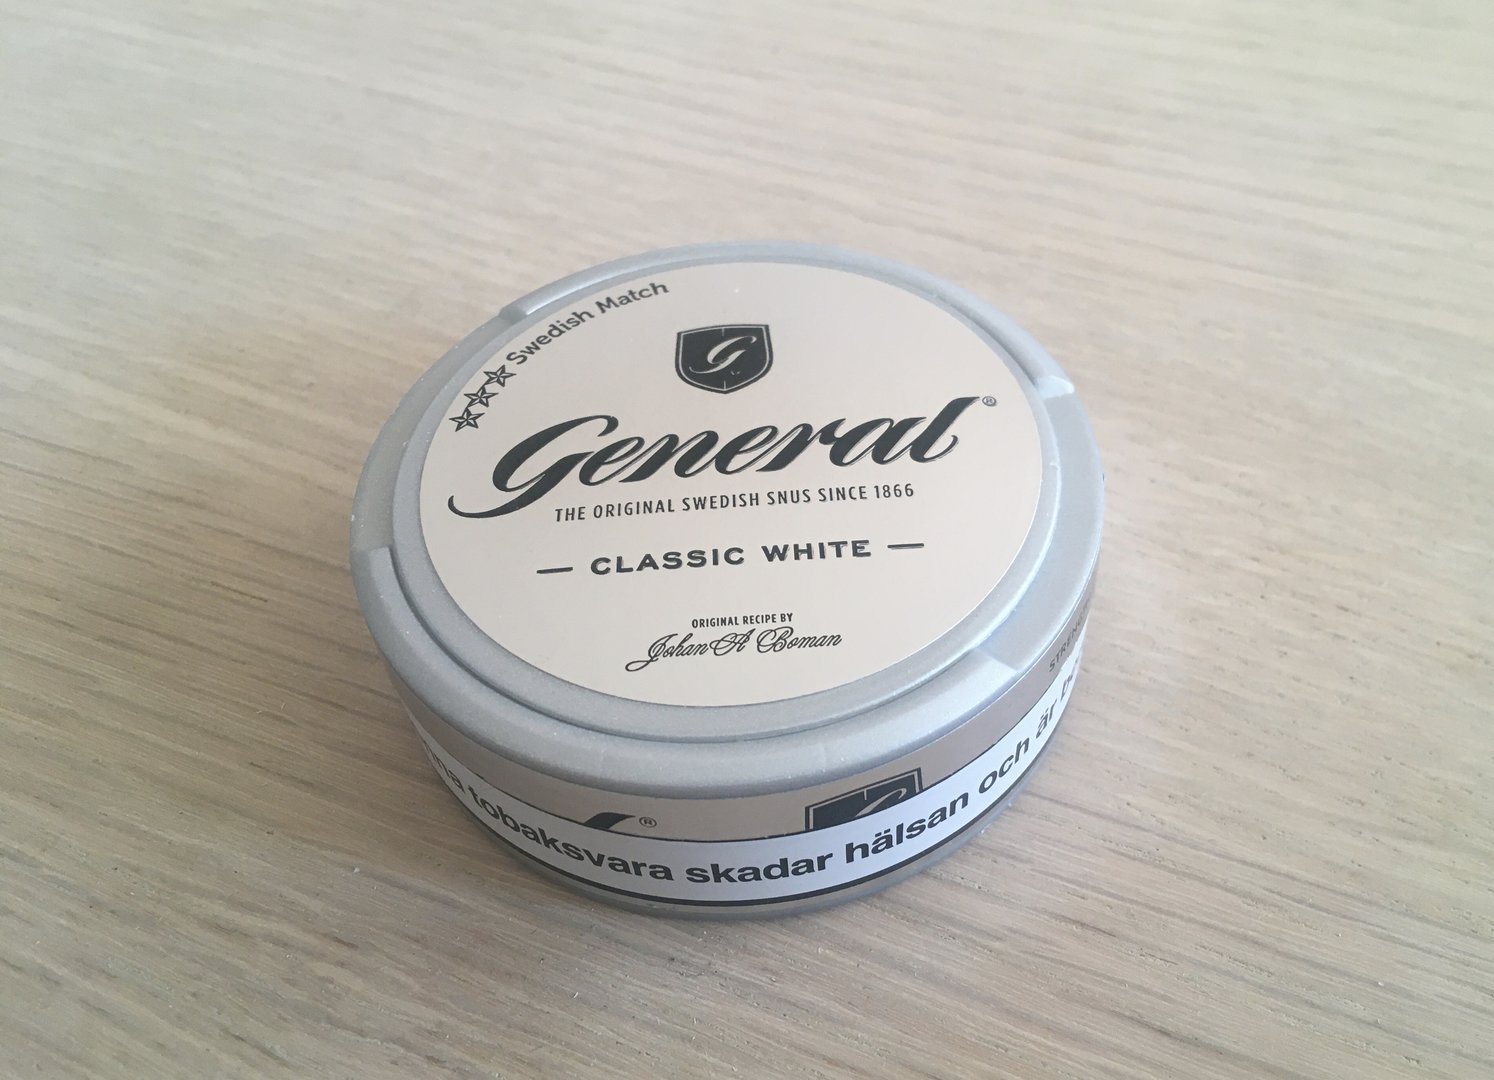 Swedish Match
G
General®
THE ORIGINAL SWEDISH SNUS SINCE 1866
— CLASSIC WHITE —
ORIGINAL RECIPE BY
Johan A Boman
®
tobaksvara skadar hälsan och är